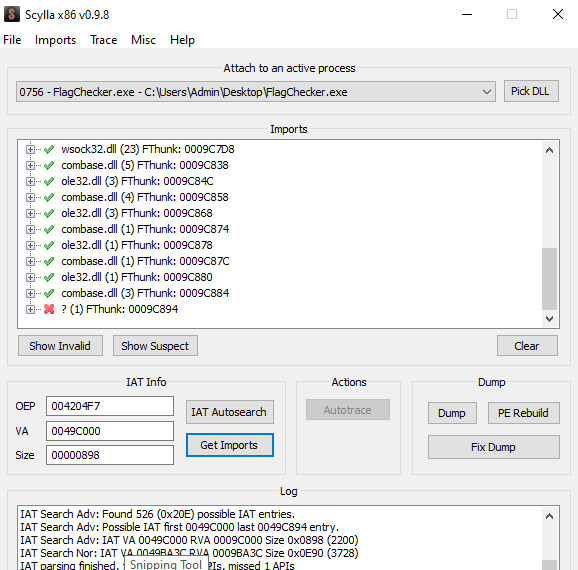 Scylla x86 v0.9.8
File Imports Trace Misc Help
Attach to an active process
0756 - FlagChecker.exe - C:\Users\Admin\Desktop\FlagChecker.exe
Pick DLL
Imports
wsock32.dll (23) FThunk: 0009C7D8
combase.dll (5) FThunk: 0009C838
ole32.dll (3) FThunk: 0009C84C
combase.dll (4) FThunk: 0009C858
ole32.dll (3) FThunk: 0009C868
combase.dll (1) FThunk: 0009C874
ole32.dll (1) FThunk: 0009C878
combase.dll (1) FThunk: 0009C87C
ole32.dll (1) FThunk: 0009C880
combase.dll (3) FThunk: 0009C884
? (1) FThunk: 0009C894
Show Invalid
Show Suspect
Clear
IAT Info
OEP 004204F7
IAT Autosearch
VA 0049C000
Get Imports
Size 00000898
Actions
Autotrace
Dump
Dump
PE Rebuild
Fix Dump
Log
IAT Search Adv: Found 526 (0x20E) possible IAT entries.
IAT Search Adv: Possible IAT first 0049C000 last 0049C894 entry.
IAT Search Adv: IAT VA 0049C000 RVA 0009C000 Size 0x0898 (2200)
IAT Search Nor: IAT VA 0049BA3C RVA 0009BA3C Size 0x0E90 (3728)
IAT parsing finished, missed 1 APIs
Snipping Tool